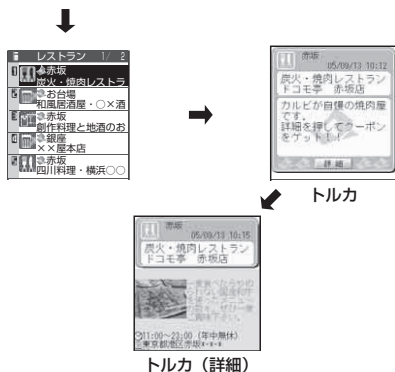 レストラン 1/ 2
赤坂
炭火・焼肉レストラ
お台場
和風居酒屋・○×酒
赤坂
創作料理と地酒のお
銀座
××屋本店
赤坂
四川料理・横浜○○
赤坂
05/09/13 10:12
炭火・焼肉レストラン
ドコモ亭 赤坂店
カルビが自慢の焼肉屋
です。
詳細を押してクーポン
をゲット!!
詳細
トルカ
赤坂
05/09/13 10:15
炭火・焼肉レストラン
ドコモ亭 赤坂店
11:00~23:00 (年中無休)
東京都港区赤坂×-×-×
トルカ(詳細)